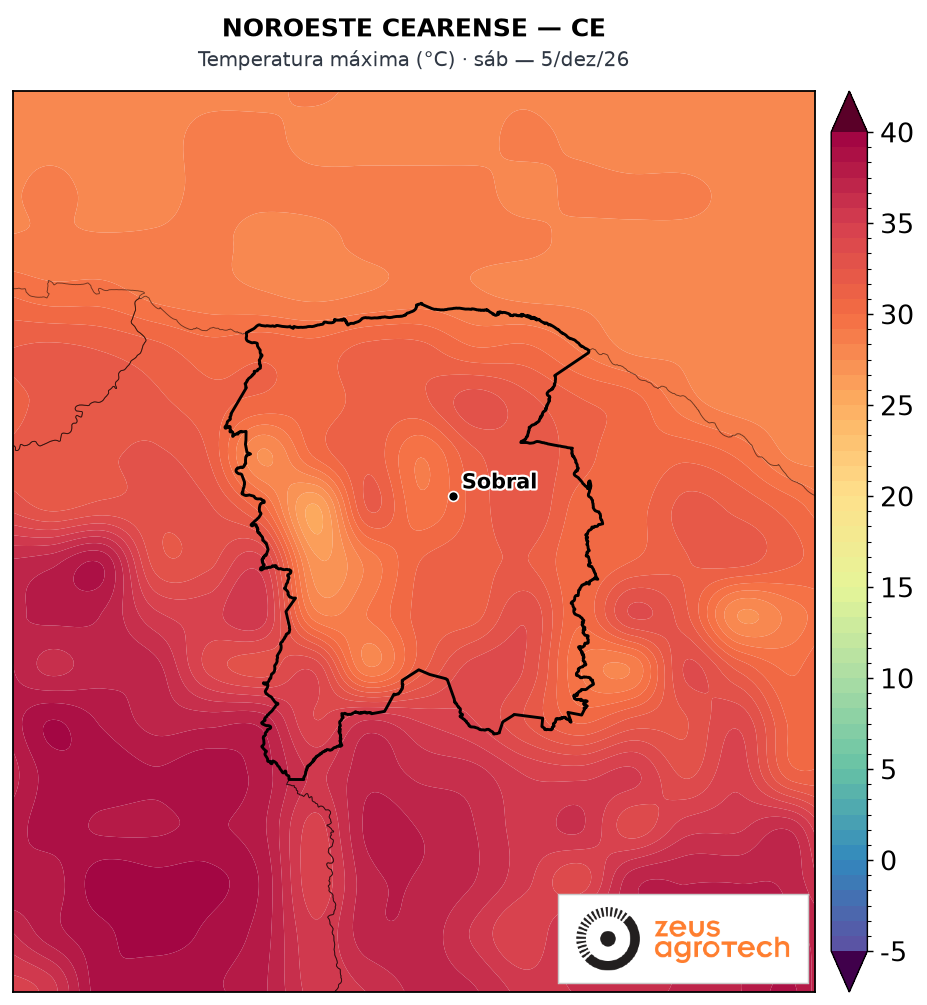 NOROESTE CEARENSE — CE
Temperatura máxima (°C) · sáb — 5/dez/26
40
35
30
25
20
15
10
5
0
-5
Sobral
zeus
agrotech